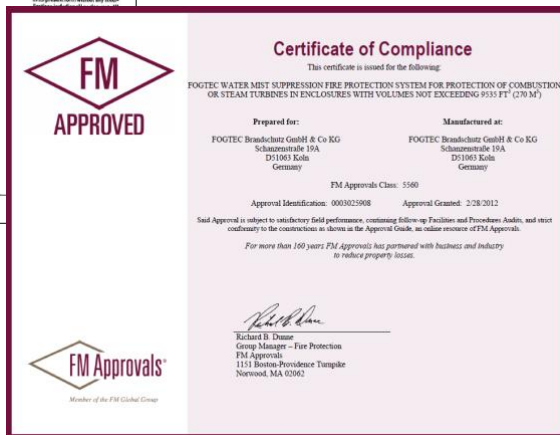 FM
APPROVED
Certificate of Compliance
This certificate is issued for the following:
FOGTEC WATER MIST SUPPRESSION FIRE PROTECTION SYSTEM FOR PROTECTION OF COMBUSTION
OR STEAM TURBINES IN ENCLOSURES WITH VOLUMES NOT EXCEEDING 9535 FT³ (270 M³)
Prepared for:
FOGTEC Brandschutz GmbH & Co KG
Schanzenstraße 19A
D51063 Koln
Germany
Manufactured at:
FOGTEC Brandschutz GmbH & Co KG
Schanzenstraße 19A
D51063 Koln
Germany
FM Approvals Class: 5560
Approval Identification: 0003025908 Approval Granted: 2/28/2012
Said Approval is subject to satisfactory field performance, continuing follow-up Facilities and Procedures Audits, and strict
conformity to the constructions as shown in the Approval Guide, an online resource of FM Approvals.
For more than 160 years FM Approvals has partnered with business and industry
to reduce property losses.
Richard B. Dunne
Richard B. Dunne
Group Manager – Fire Protection
FM Approvals
1151 Boston-Providence Turnpike
Norwood, MA 02062
FM Approvals®
Member of the FM Global Group